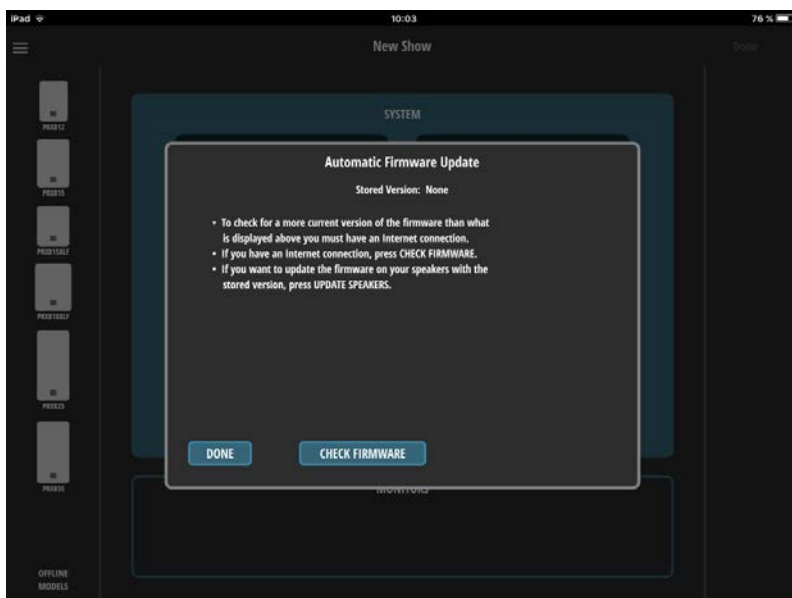 iPad 10:03 76 %
New Show Done
SYSTEM
PRX812
PRX815
PRX815XLF
PRX818XLF
PRX825
PRX835
Automatic Firmware Update
Stored Version: None
• To check for a more current version of the firmware than what
is displayed above you must have an Internet connection.
• If you have an Internet connection, press CHECK FIRMWARE.
• If you want to update the firmware on your speakers with the
stored version, press UPDATE SPEAKERS.
DONE CHECK FIRMWARE
MONITORS
OFFLINE
MODELS